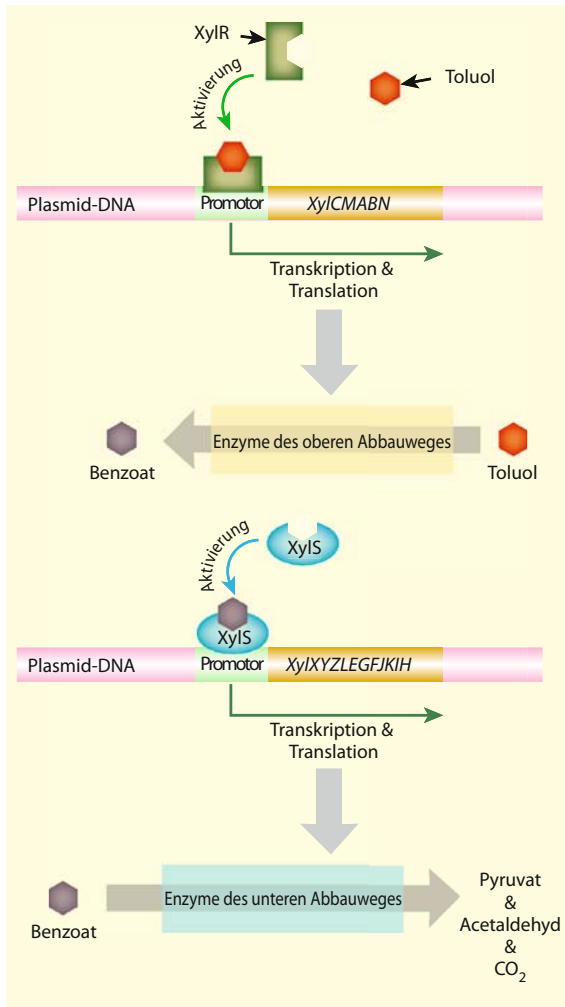 XylR
Toluol
Aktivierung
Plasmid-DNA
Promotor
XylCMABN
Transkription &
Translation
Enzyme des oberen Abbauweges
Benzoat
Toluol
XylS
Aktivierung
XylS
Plasmid-DNA
Promotor
XylXYZLEGFJKIH
Transkription &
Translation
Enzyme des unteren Abbauweges
Benzoat
Pyruvat
&
Acetaldehyd
&
CO₂